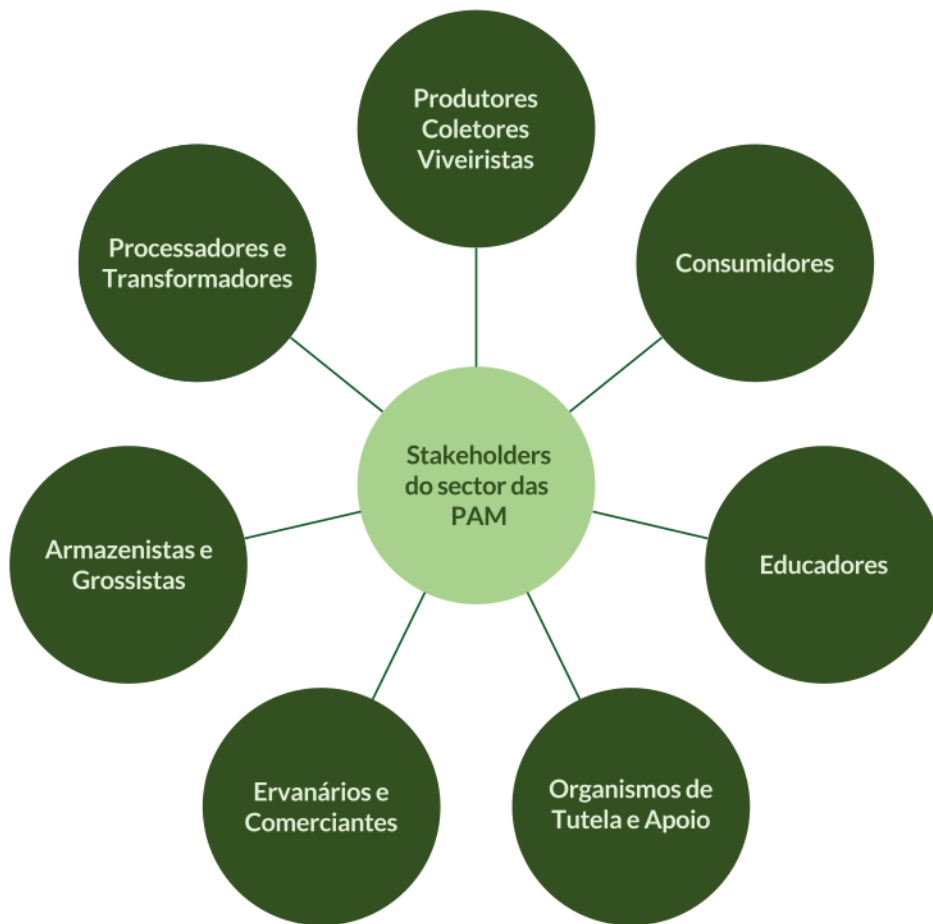 Produtores
Coletores
Viveiristas
Processadores e
Transformadores
Consumidores
Stakeholders
do sector das
PAM
Armazenistas e
Grossistas
Educadores
Ervanários e
Comerciantes
Organismos de
Tutela e Apoio